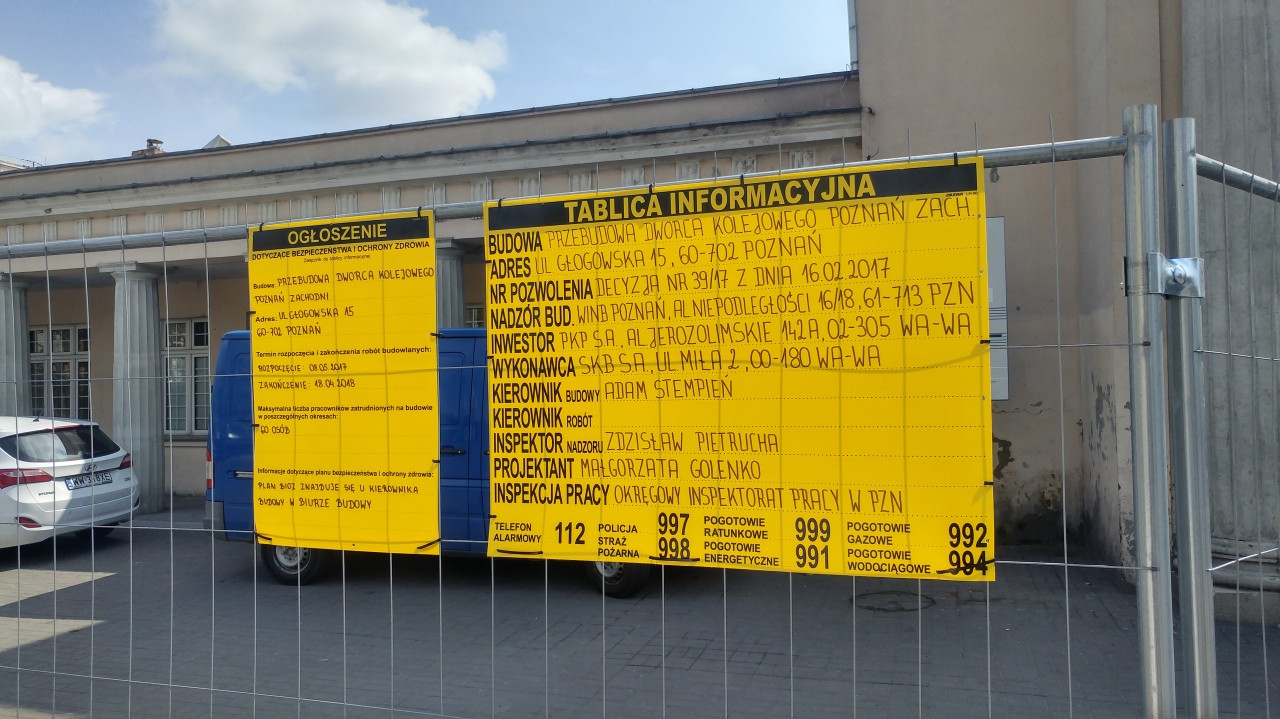 OGŁOSZENIE
DOTYCZĄCE BEZPIECZEŃSTWA I OCHRONY ZDROWIA
Załącznik do tablicy informacyjnej
Budowa: PRZEBUDOWA DWORCA KOLEJOWEGO
POZNAŃ ZACHODNI
Adres: UL GŁOGOWSKA 15
60-702 POZNAŃ
Termin rozpoczęcia i zakończenia robót budowlanych:
ROZPOCZĘCIE: 08.05.2017
ZAKOŃCZENIE: 18.04.2018
Maksymalna liczba pracowników zatrudnionych na budowie
w poszczególnych okresach:
60 OSÓB
Informacje dotyczące planu bezpieczeństwa i ochrony zdrowia:
PLAN BIOZ ZNAJDUJE SIĘ U KIEROWNIKA
BUDOWY W BIURZE BUDOWY
TABLICA INFORMACYJNA
BUDOWA PRZEBUDOWA DWORCA KOLEJOWEGO POZNAŃ ZACH.
ADRES UL GŁOGOWSKA 15, 60-702 POZNAŃ
NR POZWOLENIA DECYZJA NR 39/17 Z DNIA 16.02.2017
NADZÓR BUD. WINB POZNAŃ, AL NIEPODLEGŁOŚCI 16/18, 61-713 PZN
INWESTOR PKP S.A., AL JEROZOLIMSKIE 142A, 02-305 WA-WA
WYKONAWCA SKB S.A., UL MIŁA 2, 00-180 WA-WA
KIEROWNIK BUDOWY ADAM STEMPIEŃ
KIEROWNIK ROBÓT
INSPEKTOR NADZORU ZDZISŁAW PIETRUCHA
PROJEKTANT MAŁGORZATA GOLENKO
INSPEKCJA PRACY OKRĘGOWY INSPEKTORAT PRACY W PZN
TELEFON ALARMOWY 112
POLICJA 997
STRAŻ POŻARNA 998
POGOTOWIE RATUNKOWE 999
POGOTOWIE ENERGETYCZNE 991
POGOTOWIE GAZOWE 992
POGOTOWIE WODOCIĄGOWE 994